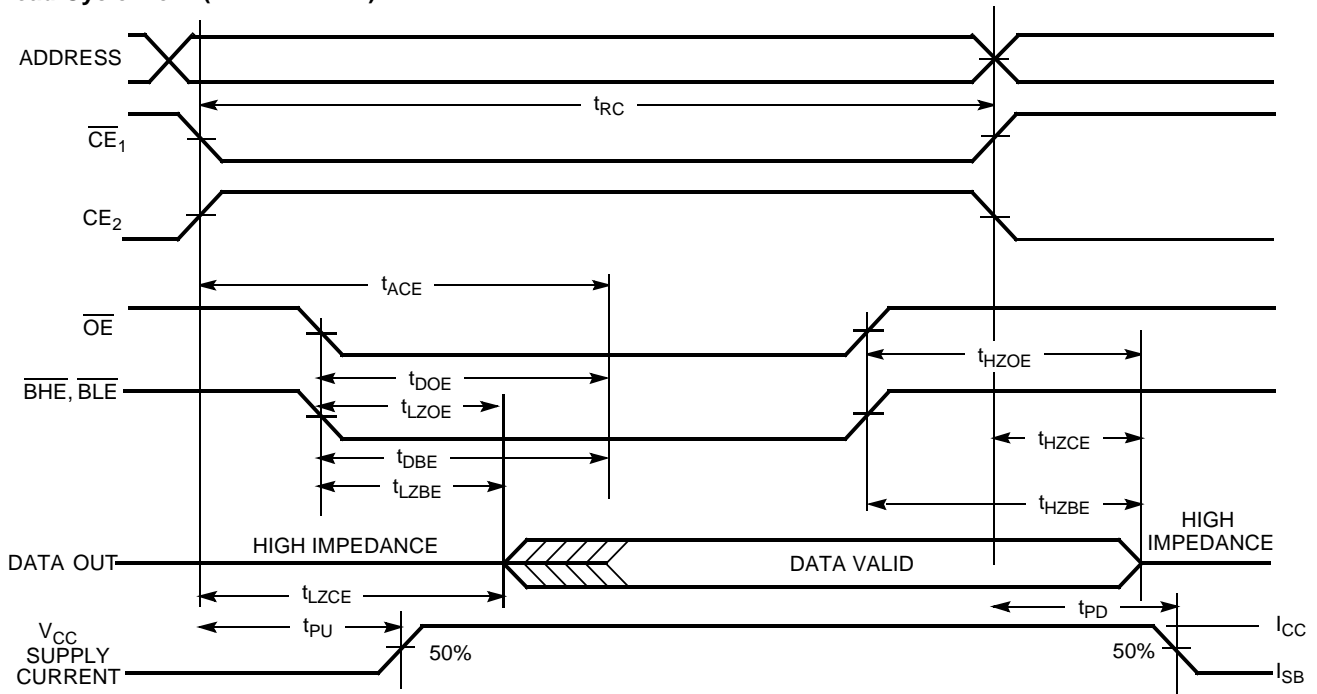 ADDRESS
tRC
CE1
CE2
tACE
OE
tHZOE
tDOE
BHE, BLE
tLZOE
tHZCE
tDBE
tLZBE
tHZBE
HIGH
IMPEDANCE
HIGH IMPEDANCE
DATA OUT
DATA VALID
tLZCE
tPD
tPU
VCC
SUPPLY
CURRENT
50%
50%
ICC
ISB